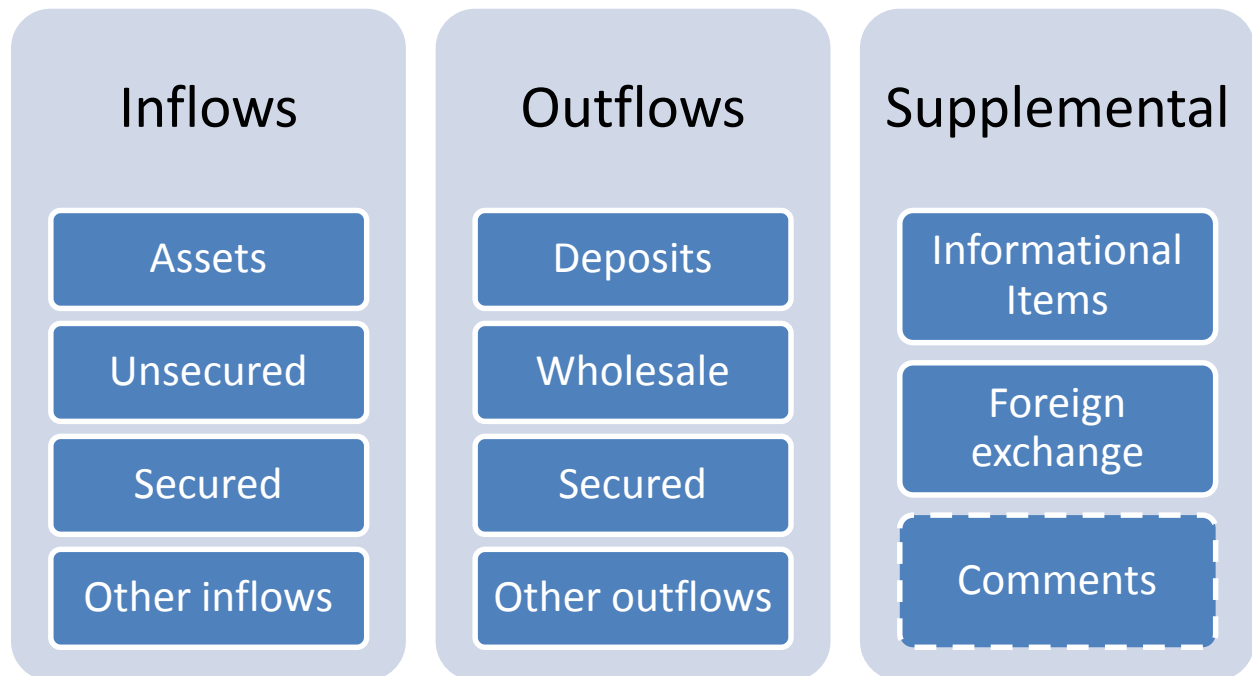 Inflows
Assets
Unsecured
Secured
Other inflows
Outflows
Deposits
Wholesale
Secured
Other outflows
Supplemental
Informational
Items
Foreign
exchange
Comments